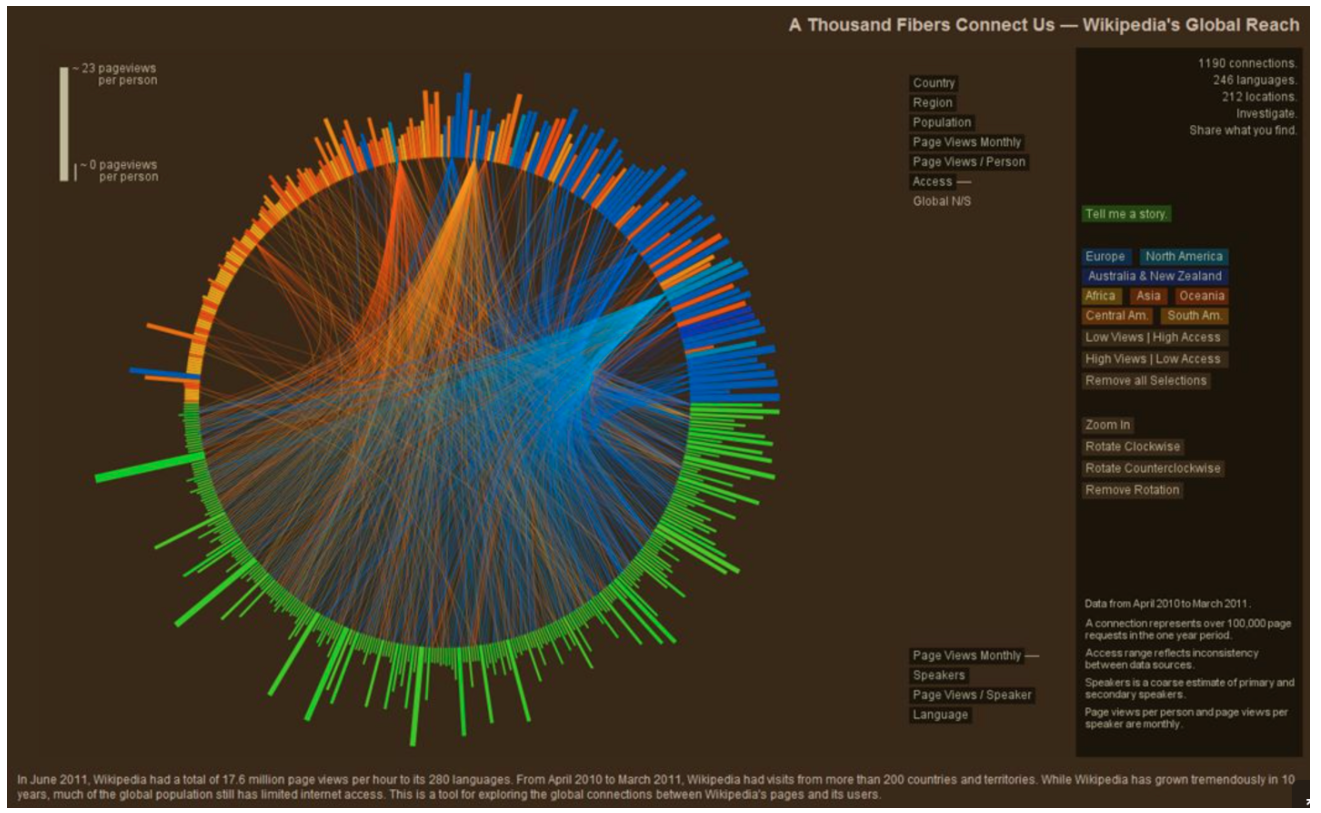 A Thousand Fibers Connect Us — Wikipedia's Global Reach
~ 23 pageviews
per person
~ 0 pageviews
per person
Country
Region
Population
Page Views Monthly
Page Views / Person
Access —
Global N/S
1190 connections.
246 languages.
212 locations.
Investigate.
Share what you find.
Tell me a story.
Europe North America
Australia & New Zealand
Africa Asia Oceania
Central Am. South Am.
Low Views | High Access
High Views | Low Access
Remove all Selections
Zoom In
Rotate Clockwise
Rotate Counterclockwise
Remove Rotation
Data from April 2010 to March 2011.
A connection represents over 100,000 page
requests in the one year period.
Access range reflects inconsistency
between data sources.
Speakers is a coarse estimate of primary and
secondary speakers.
Page views per person and page views per
speaker are monthly.
Page Views Monthly —
Speakers
Page Views / Speaker
Language
In June 2011, Wikipedia had a total of 17.6 million page views per hour to its 280 languages. From April 2010 to March 2011, Wikipedia had visits from more than 200 countries and territories. While Wikipedia has grown tremendously in 10
years, much of the global population still has limited internet access. This is a tool for exploring the global connections between Wikipedia's pages and its users.